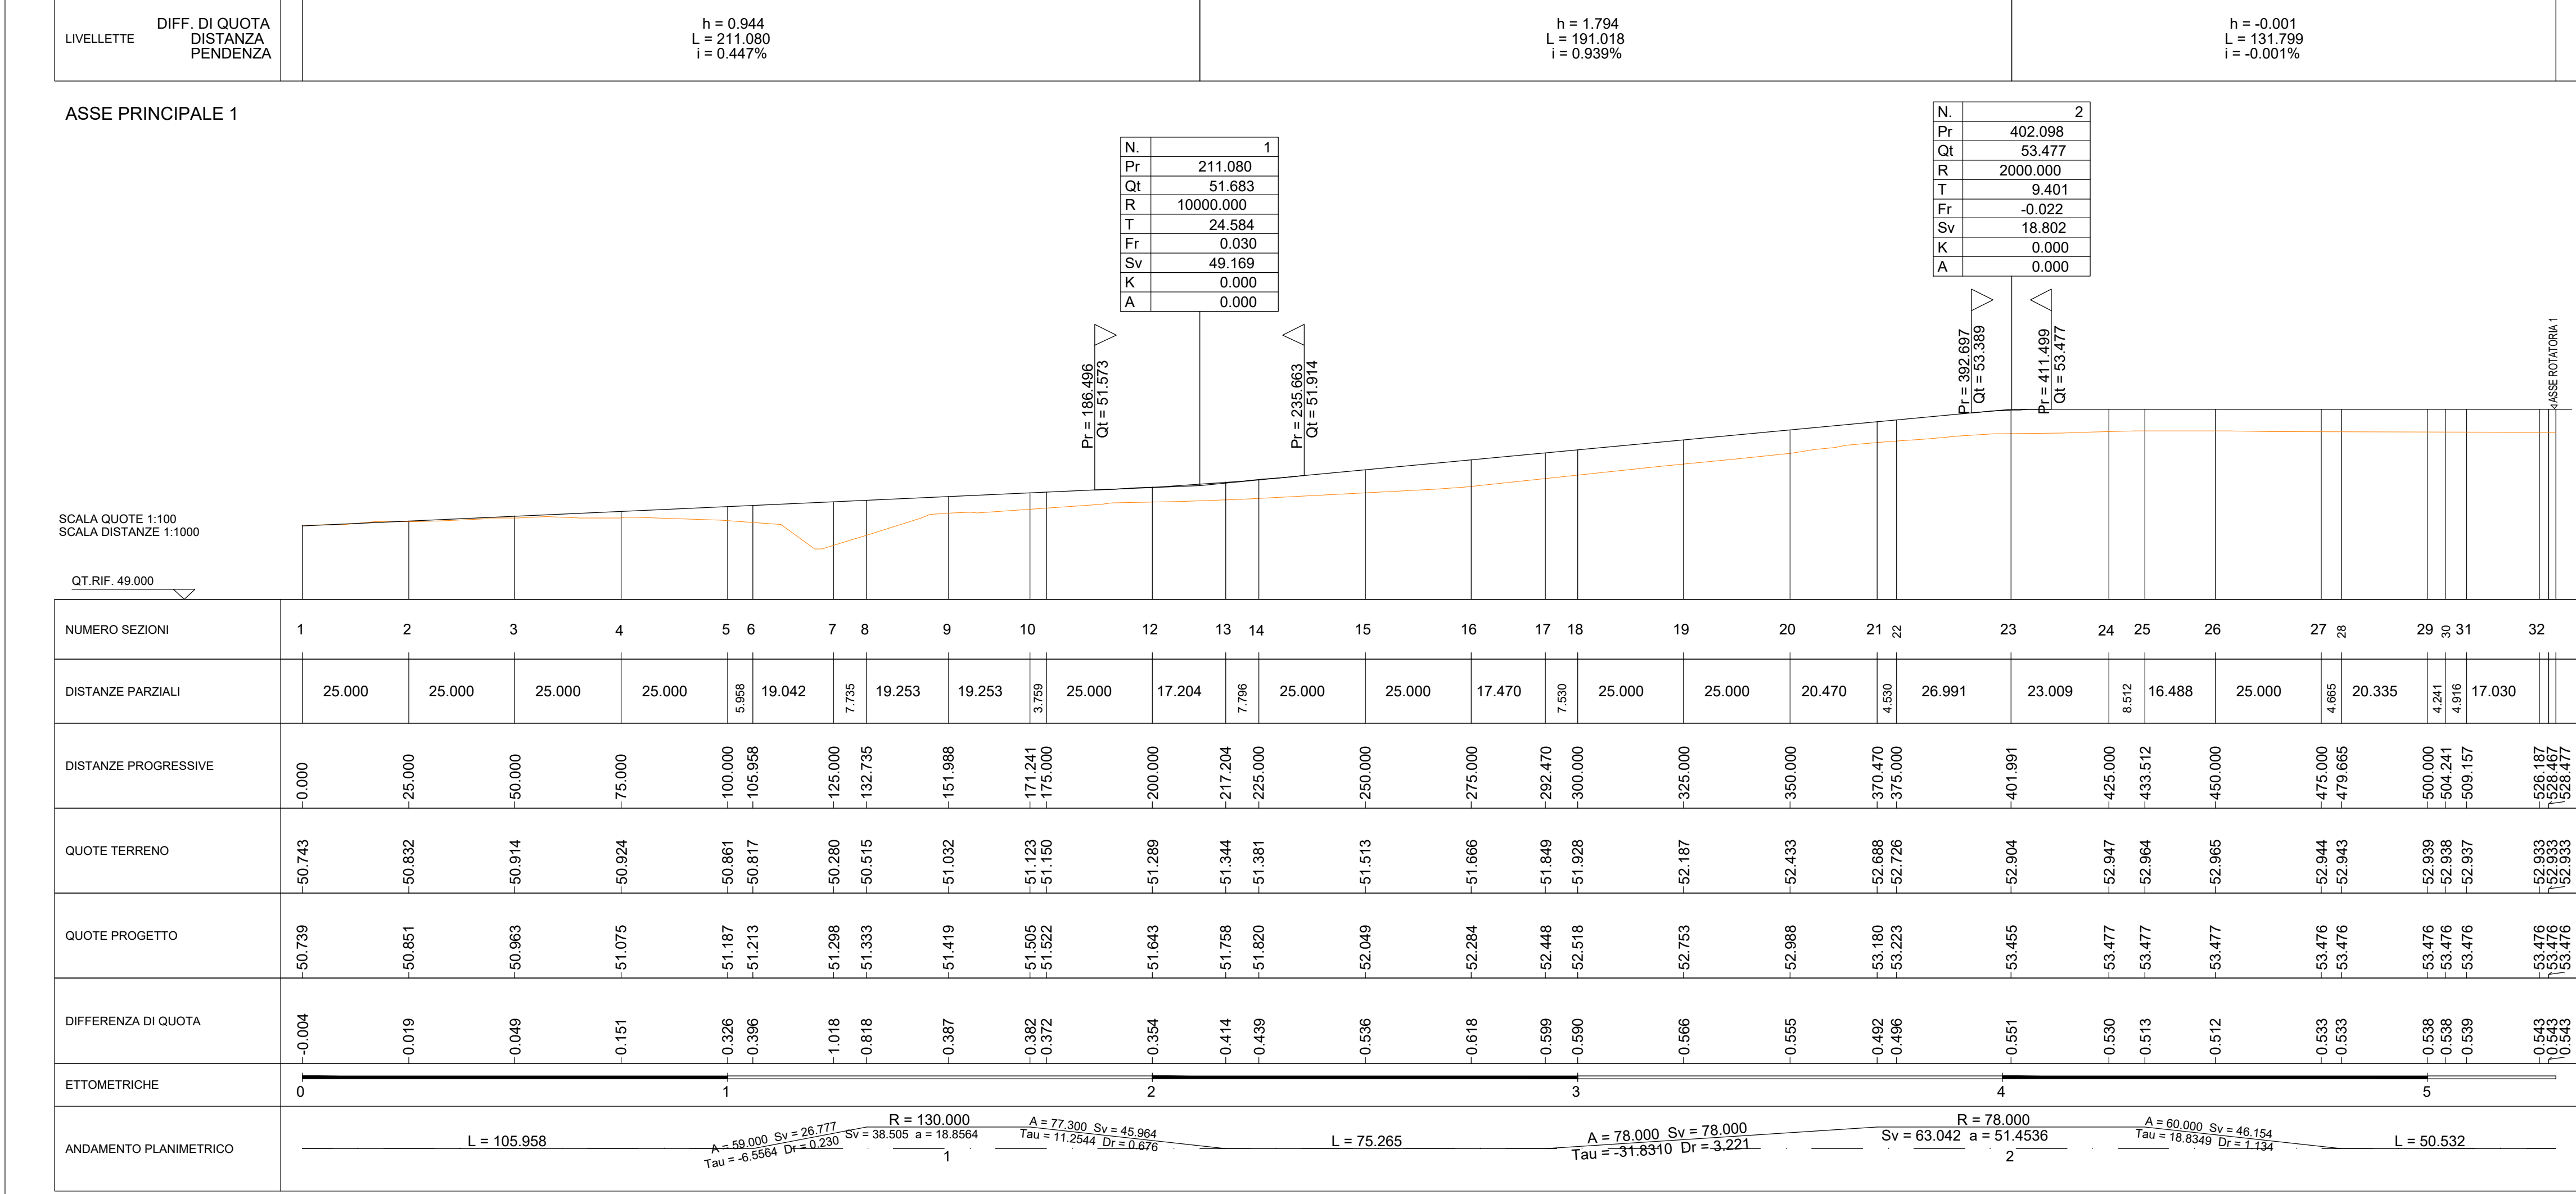 LIVELLETTE
DIFF. DI QUOTA
DISTANZA
PENDENZA
h = 0.944
L = 211.080
i = 0.447%
h = 1.794
L = 191.018
i = 0.939%
h = -0.001
L = 131.799
i = -0.001%
ASSE PRINCIPALE 1
N. 1
Pr 211.080
Qt 51.683
R 10000.000
T 24.584
Fr 0.030
Sv 49.169
K 0.000
A 0.000
N. 2
Pr 402.098
Qt 53.477
R 2000.000
T 9.401
Fr -0.022
Sv 18.802
K 0.000
A 0.000
Pr = 186.496
Qt = 51.573
Pr = 235.663
Qt = 51.914
Pr = 392.697
Qt = 53.389
Pr = 411.499
Qt = 53.477
ASSE ROTATORIA 1
SCALA QUOTE 1:100
SCALA DISTANZE 1:1000
QT.RIF. 49.000
NUMERO SEZIONI 1 2 3 4 5 6 7 8 9 10 12 13 14 15 16 17 18 19 20 21 22 23 24 25 26 27 28 29 30 31 32
DISTANZE PARZIALI 25.000 25.000 25.000 25.000 5.958 19.042 7.735 19.253 19.253 3.759 25.000 17.204 7.796 25.000 25.000 17.470 7.530 25.000 25.000 20.470 4.530 26.991 23.009 8.512 16.488 25.000 4.665 20.335 4.241 4.916 17.030
DISTANZE PROGRESSIVE 0.000 25.000 50.000 75.000 100.000 105.958 125.000 132.735 151.988 171.241 175.000 200.000 217.204 225.000 250.000 275.000 292.470 300.000 325.000 350.000 370.470 375.000 401.991 425.000 433.512 450.000 475.000 479.665 500.000 504.241 509.157 526.187 528.467 528.477
QUOTE TERRENO 50.743 50.832 50.914 50.924 50.861 50.817 50.280 50.515 51.032 51.123 51.150 51.289 51.344 51.381 51.513 51.666 51.849 51.928 52.187 52.433 52.688 52.726 52.904 52.947 52.964 52.965 52.944 52.943 52.939 52.938 52.937 52.933 52.933 52.933
QUOTE PROGETTO 50.739 50.851 50.963 51.075 51.187 51.213 51.298 51.333 51.419 51.505 51.522 51.643 51.758 51.820 52.049 52.284 52.448 52.518 52.753 52.988 53.180 53.223 53.455 53.477 53.477 53.477 53.476 53.476 53.476 53.476 53.476 53.476 53.476 53.476
DIFFERENZA DI QUOTA -0.004 0.019 0.049 0.151 0.326 0.396 1.018 0.818 0.387 0.382 0.372 0.354 0.414 0.439 0.536 0.618 0.599 0.590 0.566 0.555 0.492 0.496 0.551 0.530 0.513 0.512 0.533 0.533 0.538 0.538 0.539 0.543 0.543 0.543
ETTOMETRICHE 0 1 2 3 4 5
ANDAMENTO PLANIMETRICO
L = 105.958
A = 59.000 Sv = 26.777
Tau = -6.5564 Dr = 0.230
R = 130.000
Sv = 38.505 a = 18.8564
1
A = 77.300 Sv = 45.964
Tau = 11.2544 Dr = 0.676
L = 75.265
A = 78.000 Sv = 78.000
Tau = -31.8310 Dr = 3.221
R = 78.000
Sv = 63.042 a = 51.4536
2
A = 60.000 Sv = 46.154
Tau = 18.8349 Dr = 1.134
L = 50.532